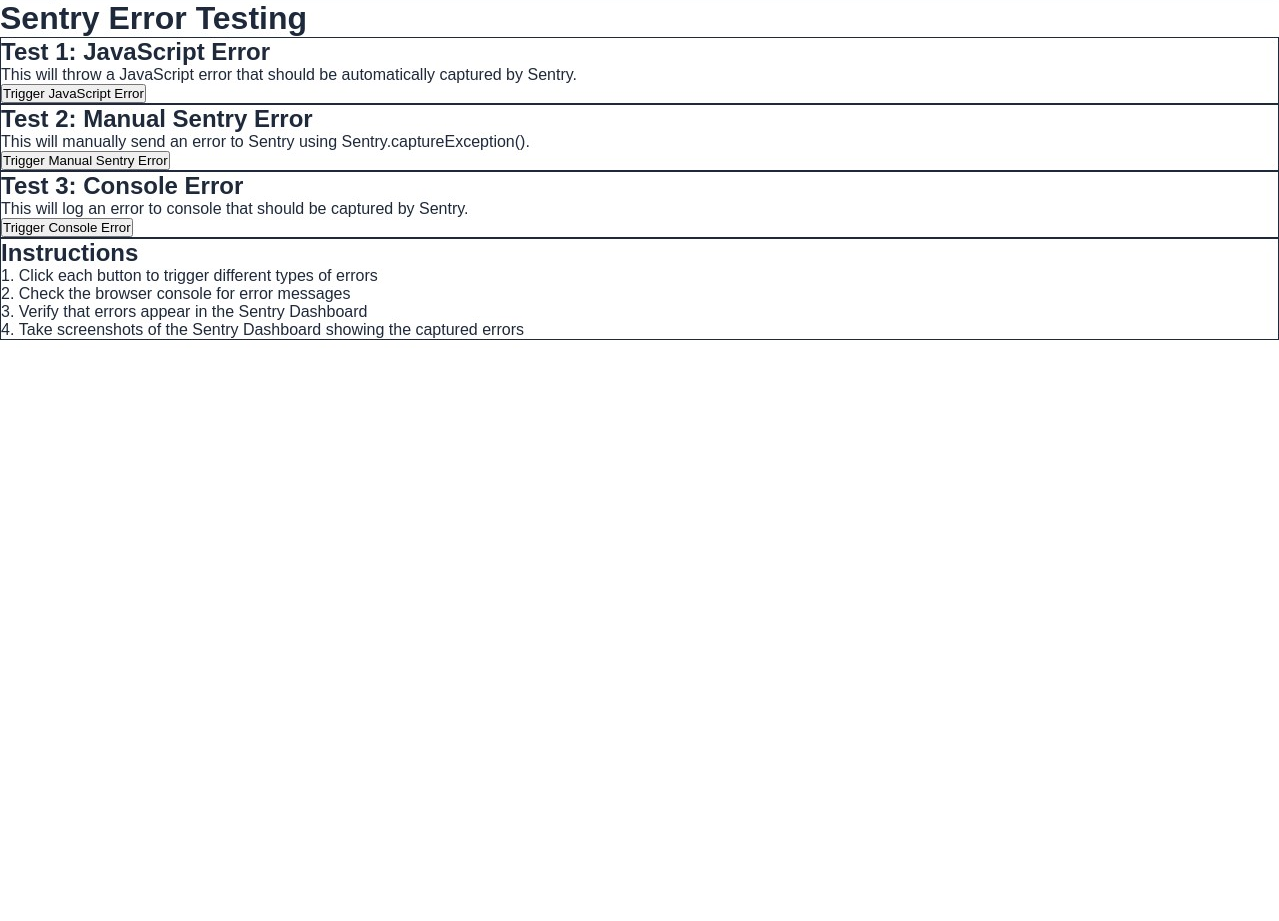 Sentry Error Testing
Test 1: JavaScript Error
This will throw a JavaScript error that should be automatically captured by Sentry.
Trigger JavaScript Error
Test 2: Manual Sentry Error
This will manually send an error to Sentry using Sentry.captureException().
Trigger Manual Sentry Error
Test 3: Console Error
This will log an error to console that should be captured by Sentry.
Trigger Console Error
Instructions
1. Click each button to trigger different types of errors
2. Check the browser console for error messages
3. Verify that errors appear in the Sentry Dashboard
4. Take screenshots of the Sentry Dashboard showing the captured errors